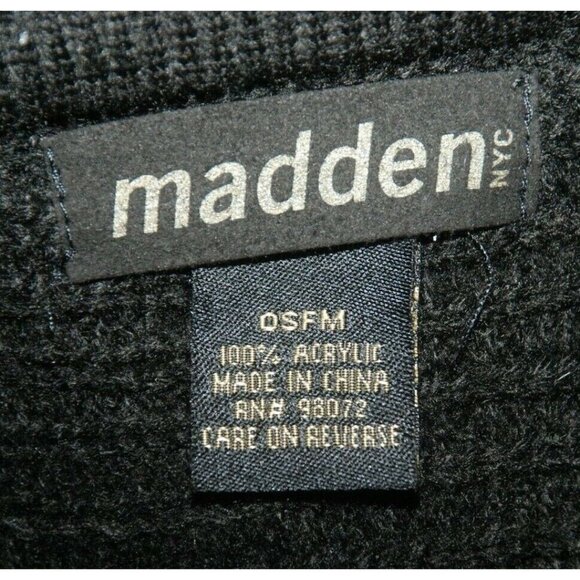 madden NYC
OSFM
100% ACRYLIC
MADE IN CHINA
RN# 98072
CARE ON REVERSE